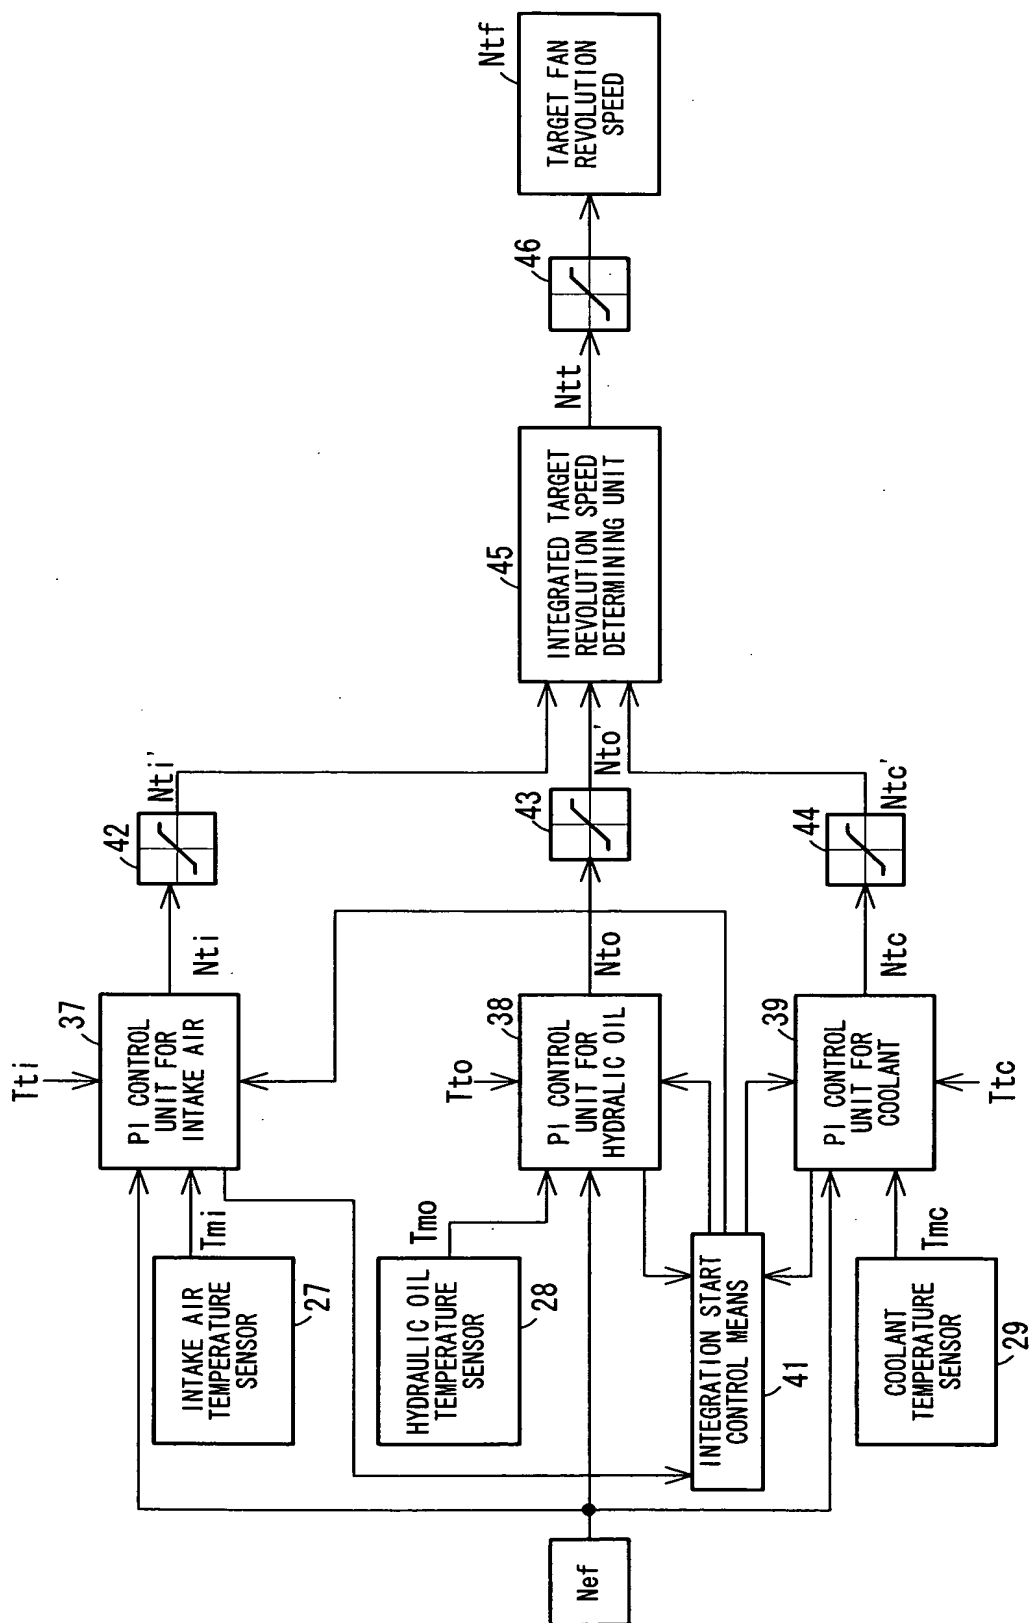 Tti
37
PI CONTROL
UNIT FOR
INTAKE AIR
Nti
42
Nti'
Tmi
INTAKE AIR
TEMPERATURE
SENSOR
27
Tto
38
PI CONTROL
UNIT FOR
HYDRALIC OIL
Nto
43
Nto'
Tmo
HYDRAULIC OIL
TEMPERATURE
SENSOR
28
Nef
INTEGRATION START
CONTROL MEANS
41
39
PI CONTROL
UNIT FOR
COOLANT
Ttc
Ntc
44
Ntc'
Tmc
COOLANT
TEMPERATURE
SENSOR
29
45
INTEGRATED TARGET
REVOLUTION SPEED
DETERMINING UNIT
Ntt
46
Ntf
TARGET FAN
REVOLUTION
SPEED